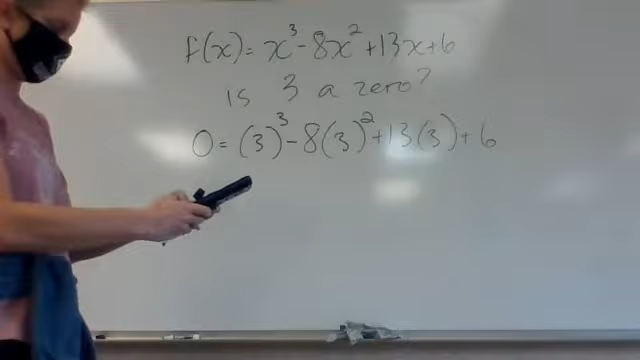 f(x) = x³ - 8x² + 13x + 6
is 3 a zero?
0 = (3)³ - 8(3)² + 13(3) + 6